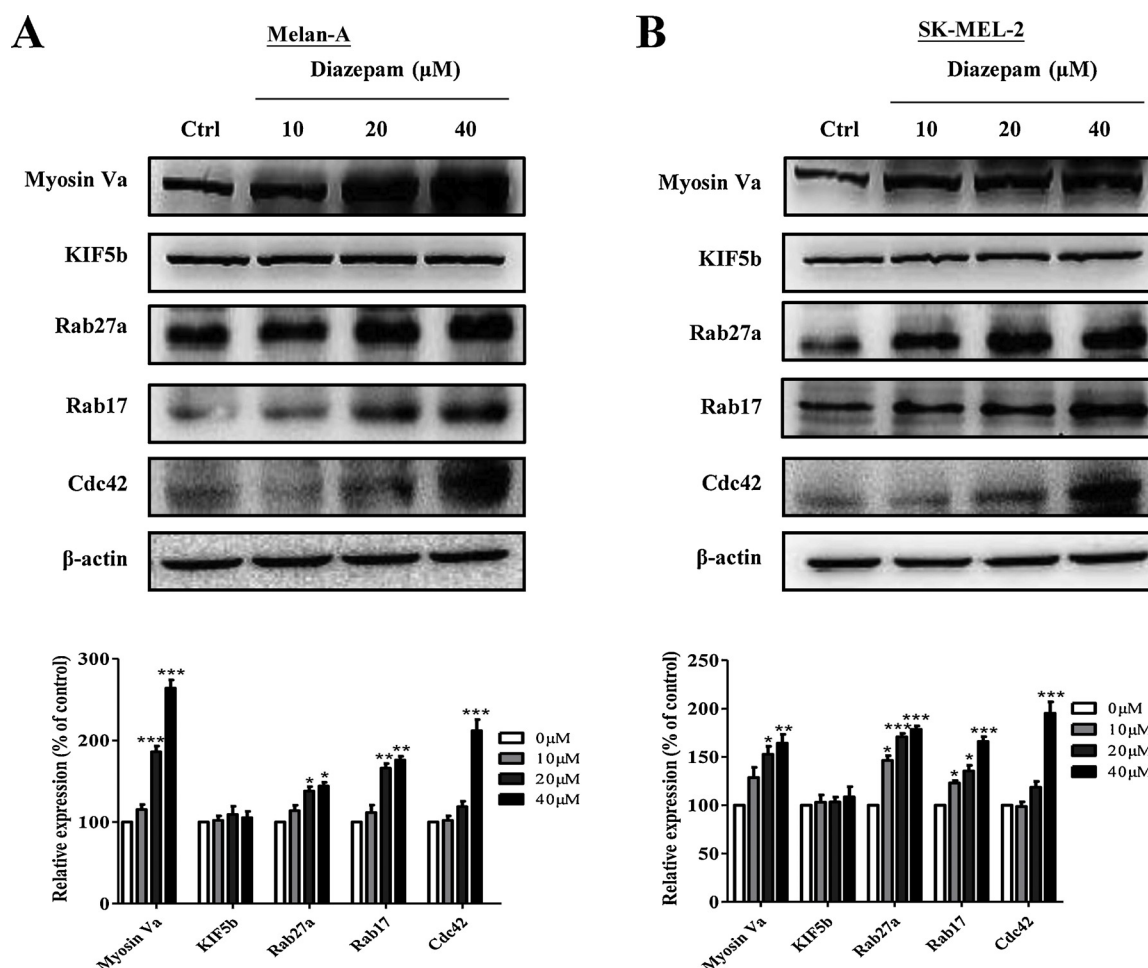 A
Melan-A
Diazepam (μM)
Ctrl 10 20 40
Myosin Va
KIF5b
Rab27a
Rab17
Cdc42
β-actin
Relative expression (% of control)
300
200
100
0
***
***
*
*
**
**
***
0μM
10μM
20μM
40μM
Myosin Va
KIF5b
Rab27a
Rab17
Cdc42
B
SK-MEL-2
Diazepam (μM)
Ctrl 10 20 40
Myosin Va
KIF5b
Rab27a
Rab17
Cdc42
β-actin
Relative expression (% of control)
250
200
150
100
50
0
*
**
*
***
***
*
*
***
***
0μM
10μM
20μM
40μM
Myosin Va
KIF5b
Rab27a
Rab17
Cdc42